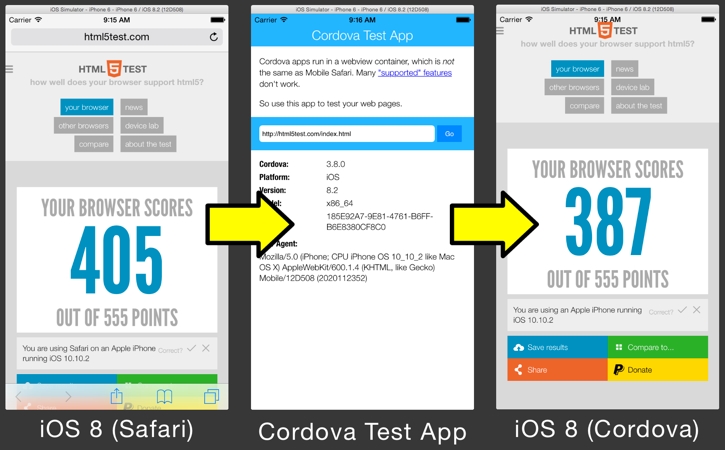 iOS Simulator – iPhone 6 – iPhone 6 / iOS 8.2 (12D508)
Carrier 9:15 AM
html5test.com
HTML 5 TEST
how well does your browser support html5?
your browser news
other browsers device lab
compare about the test
YOUR BROWSER SCORES
405
OUT OF 555 POINTS
You are using Safari on an Apple iPhone
running iOS 10.10.2
Correct?
iOS 8 (Safari)
iOS Simulator – iPhone 6 – iPhone 6 / iOS 8.2 (12D508)
Carrier 9:16 AM
Cordova Test App
Cordova apps run in a webview container, which is not
the same as Mobile Safari. Many "supported" features
don't work.
So use this app to test your web pages.
http://html5test.com/index.html Go
Cordova: 3.8.0
Platform: iOS
Version: 8.2
x86_64
185E92A7-9E81-4761-B6FF-
B6E8380CF8C0
Agent:
Mozilla/5.0 (iPhone; CPU iPhone OS 10_10_2 like Mac
OS X) AppleWebKit/600.1.4 (KHTML, like Gecko)
Mobile/12D508 (2020112352)
Cordova Test App
iOS Simulator – iPhone 6 – iPhone 6 / iOS 8.2 (12D508)
Carrier 9:15 AM
HTML 5 TEST
how well does your browser support html5?
your browser news
other browsers device lab
compare about the test
YOUR BROWSER SCORES
387
OUT OF 555 POINTS
You are using an Apple iPhone running
iOS 10.10.2
Correct?
Save results Compare to...
Share Donate
iOS 8 (Cordova)